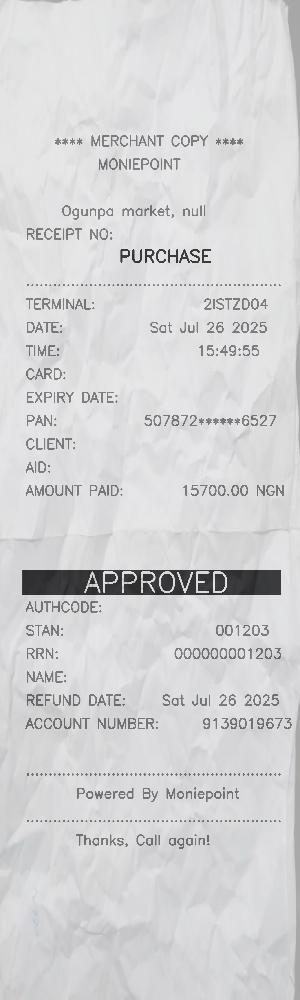 **** MERCHANT COPY ****
MONIEPOINT
Ogunpa market, null
RECEIPT NO:
PURCHASE
TERMINAL: 2ISTZD04
DATE: Sat Jul 26 2025
TIME: 15:49:55
CARD:
EXPIRY DATE:
PAN: 507872******6527
CLIENT:
AID:
AMOUNT PAID: 15700.00 NGN
APPROVED
AUTHCODE:
STAN: 001203
RRN: 000000001203
NAME:
REFUND DATE: Sat Jul 26 2025
ACCOUNT NUMBER: 9139019673
Powered By Moniepoint
Thanks, Call again!